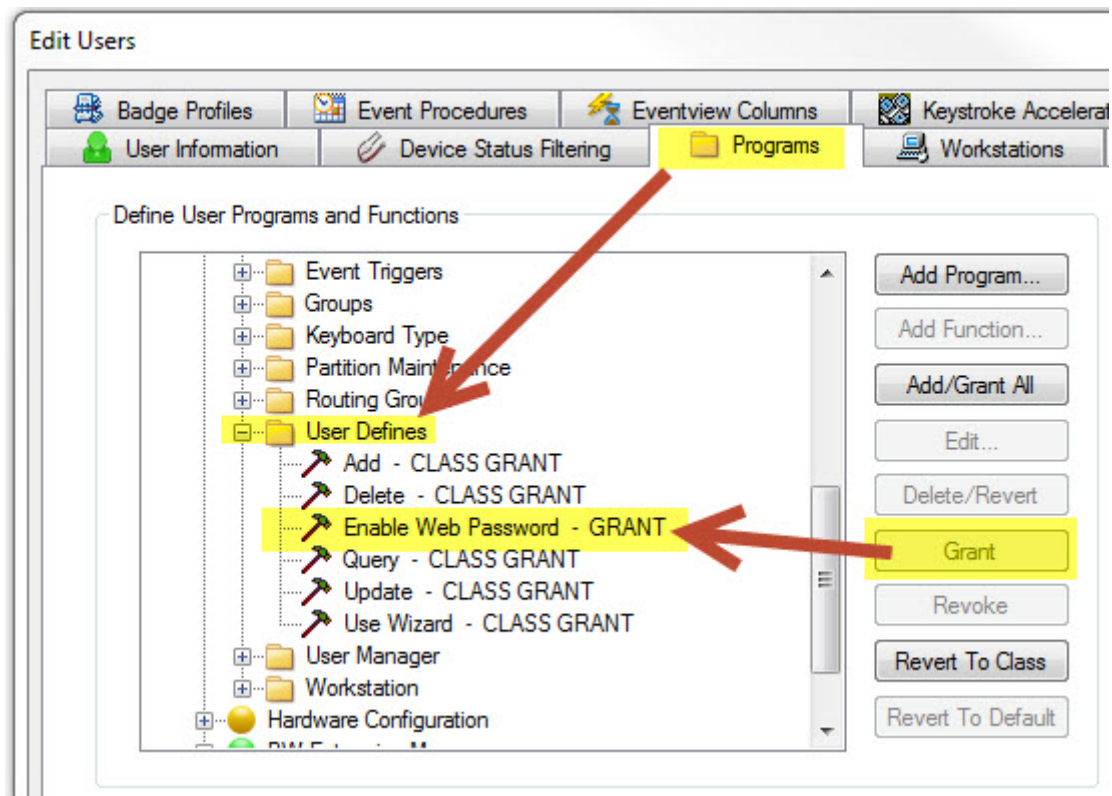 Edit Users
Badge Profiles Event Procedures Eventview Columns Keystroke Accelerat
User Information Device Status Filtering Programs Workstations
Define User Programs and Functions
Event Triggers
Add Program...
Groups
Keyboard Type
Add Function...
Partition Maintenance
Add/Grant All
Routing Grou
User Defines
Edit...
Add - CLASS GRANT
Delete - CLASS GRANT
Delete/Revert
Enable Web Password - GRANT
Grant
Query - CLASS GRANT
Update - CLASS GRANT
Revoke
Use Wizard - CLASS GRANT
User Manager
Revert To Class
Workstation
Hardware Configuration
Revert To Default